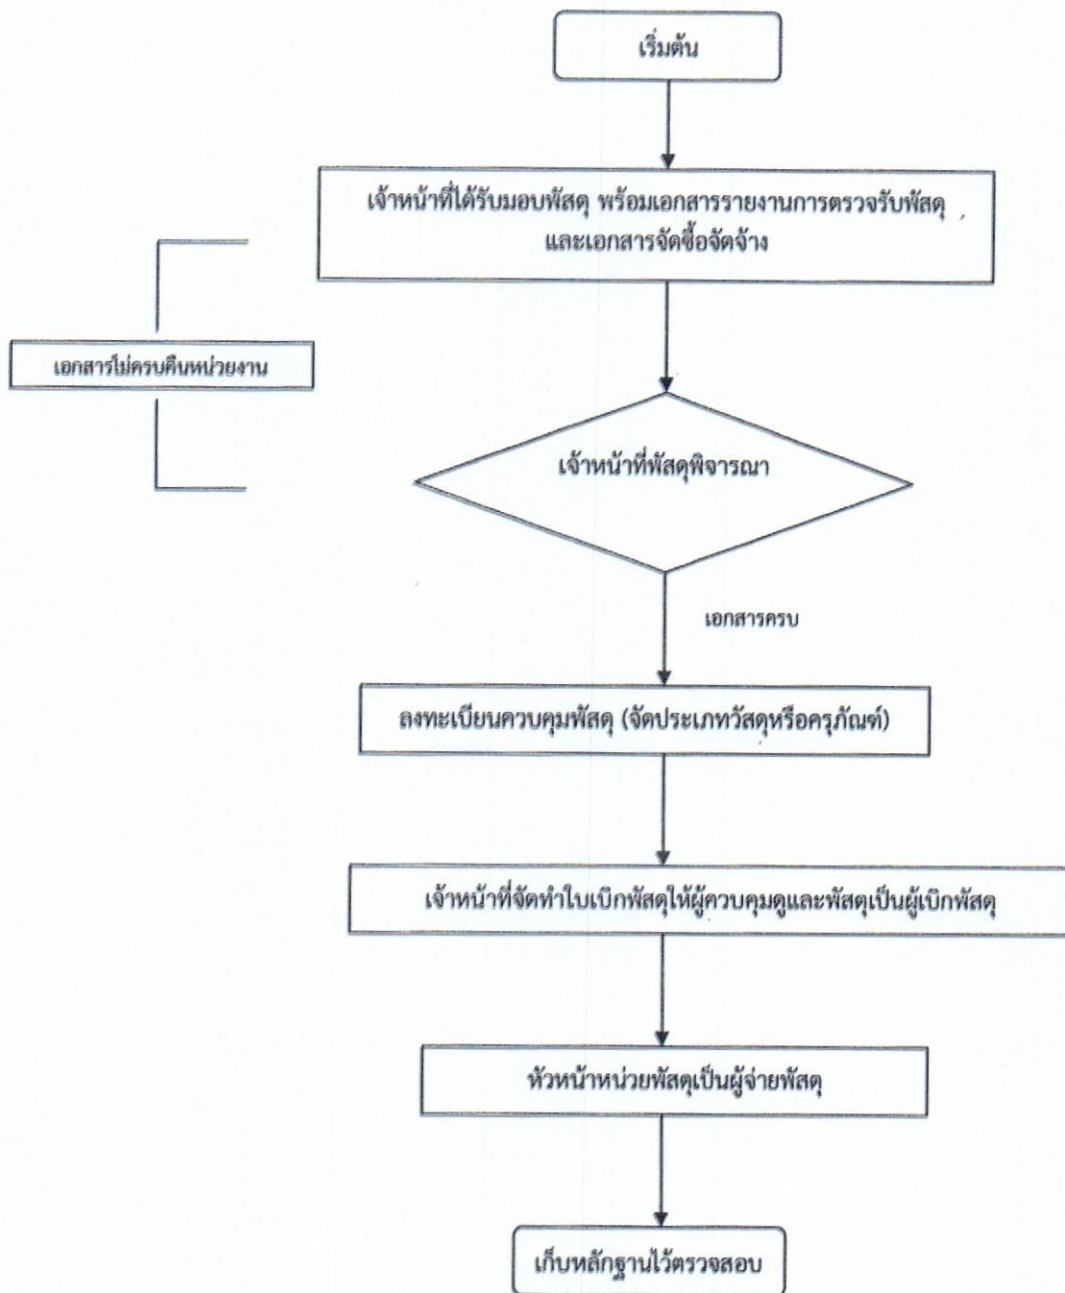 เริ่มต้น
เจ้าหน้าที่ได้รับมอบพัสดุ พร้อมเอกสารรายงานการตรวจรับพัสดุ
และเอกสารจัดซื้อจัดจ้าง
เอกสารไม่ครบคืนหน่วยงาน
เจ้าหน้าที่พัสดุพิจารณา
เอกสารครบ
ลงทะเบียนควบคุมพัสดุ (จัดประเภทวัสดุหรือครุภัณฑ์)
เจ้าหน้าที่จัดทำใบเบิกพัสดุให้ผู้ควบคุมดูและพัสดุเป็นผู้เบิกพัสดุ
หัวหน้าหน่วยพัสดุเป็นผู้จ่ายพัสดุ
เก็บหลักฐานไว้ตรวจสอบ